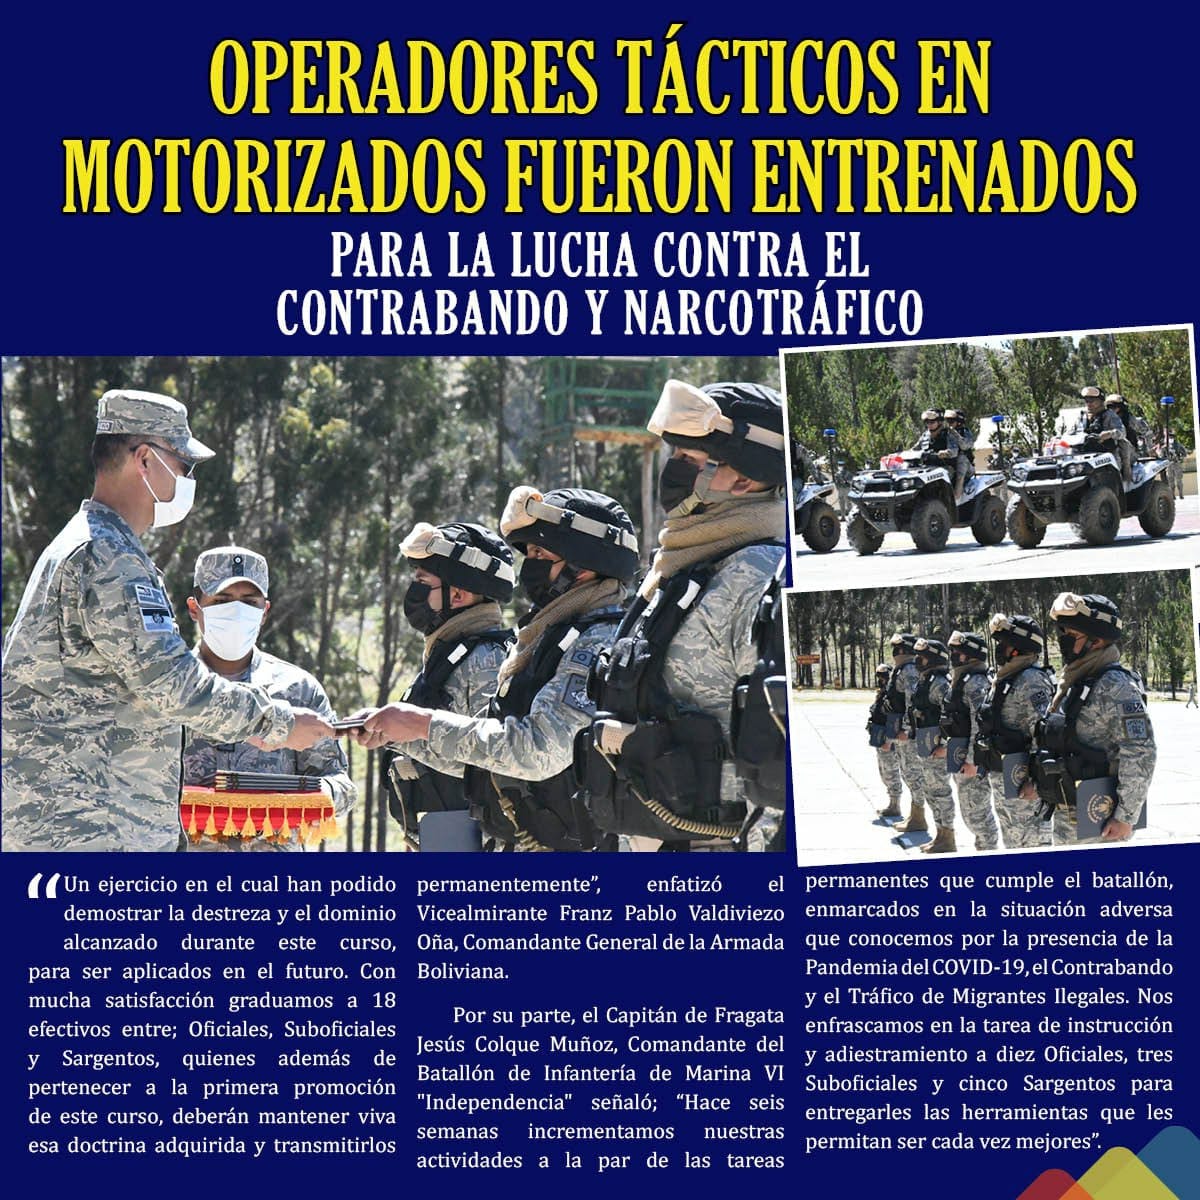 OPERADORES TÁCTICOS EN
MOTORIZADOS FUERON ENTRENADOS
PARA LA LUCHA CONTRA EL
CONTRABANDO Y NARCOTRÁFICO
“Un ejercicio en el cual han podido
demostrar la destreza y el dominio
alcanzado durante este curso,
para ser aplicados en el futuro. Con
mucha satisfacción graduamos a 18
efectivos entre; Oficiales, Suboficiales
y Sargentos, quienes además de
pertenecer a la primera promoción
de este curso, deberán mantener viva
esa doctrina adquirida y transmitirlos
permanentemente”, enfatizó el
Vicealmirante Franz Pablo Valdiviezo
Oña, Comandante General de la Armada
Boliviana.
Por su parte, el Capitán de Fragata
Jesús Colque Muñoz, Comandante del
Batallón de Infantería de Marina VI
"Independencia" señaló; “Hace seis
semanas incrementamos nuestras
actividades a la par de las tareas
permanentes que cumple el batallón,
enmarcados en la situación adversa
que conocemos por la presencia de la
Pandemia del COVID-19, el Contrabando
y el Tráfico de Migrantes Ilegales. Nos
enfrascamos en la tarea de instrucción
y adiestramiento a diez Oficiales, tres
Suboficiales y cinco Sargentos para
entregarles las herramientas que les
permitan ser cada vez mejores”.